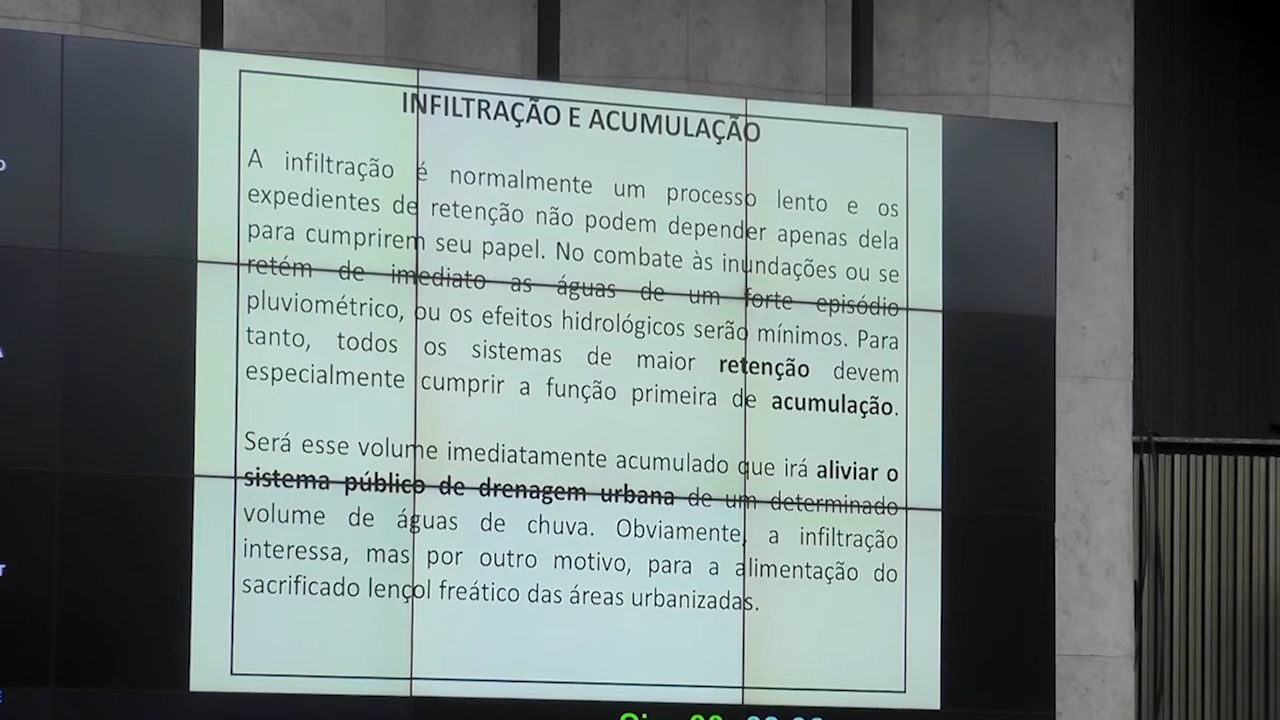 INFILTRAÇÃO E ACUMULAÇÃO
A infiltração é normalmente um processo lento e os
expedientes de retenção não podem depender apenas dela
para cumprirem seu papel. No combate às inundações ou se
retém de imediato as águas de um forte episódio
pluviométrico, ou os efeitos hidrológicos serão mínimos. Para
tanto, todos os sistemas de maior retenção devem
especialmente cumprir a função primeira de acumulação.
Será esse volume imediatamente acumulado que irá aliviar o
sistema público de drenagem urbana de um determinado
volume de águas de chuva. Obviamente, a infiltração
interessa, mas por outro motivo, para a alimentação do
sacrificado lençol freático das áreas urbanizadas.